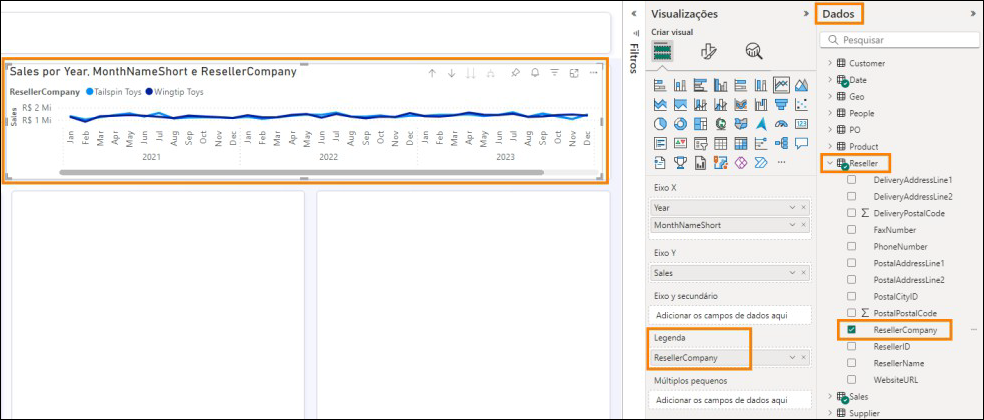 Sales por Year, MonthNameShort e ResellerCompany
ResellerCompany Tailspin Toys Wingtip Toys
Sales
R$ 2 Mi
R$ 1 Mi
Jan Feb Mar Apr May Jun Jul Aug Sep Oct Nov Dec Jan Feb Mar Apr May Jun Jul Aug Sep Oct Nov Dec Jan Feb Mar Apr May Jun Jul Aug Sep Oct Nov Dec
2021 2022 2023
Filtros
Visualizações
Criar visual
123
Eixo X
Year
MonthNameShort
Eixo Y
Sales
Eixo y secundário
Adicionar os campos de dados aqui
Legenda
ResellerCompany
Múltiplos pequenos
Adicionar os campos de dados aqui
Dados
Pesquisar
Customer
Date
Geo
People
PO
Product
Reseller
DeliveryAddressLine1
DeliveryAddressLine2
DeliveryPostalCode
FaxNumber
PhoneNumber
PostalAddressLine1
PostalAddressLine2
PostalCityID
PostalPostalCode
ResellerCompany
ResellerID
ResellerName
WebsiteURL
Sales
Supplier